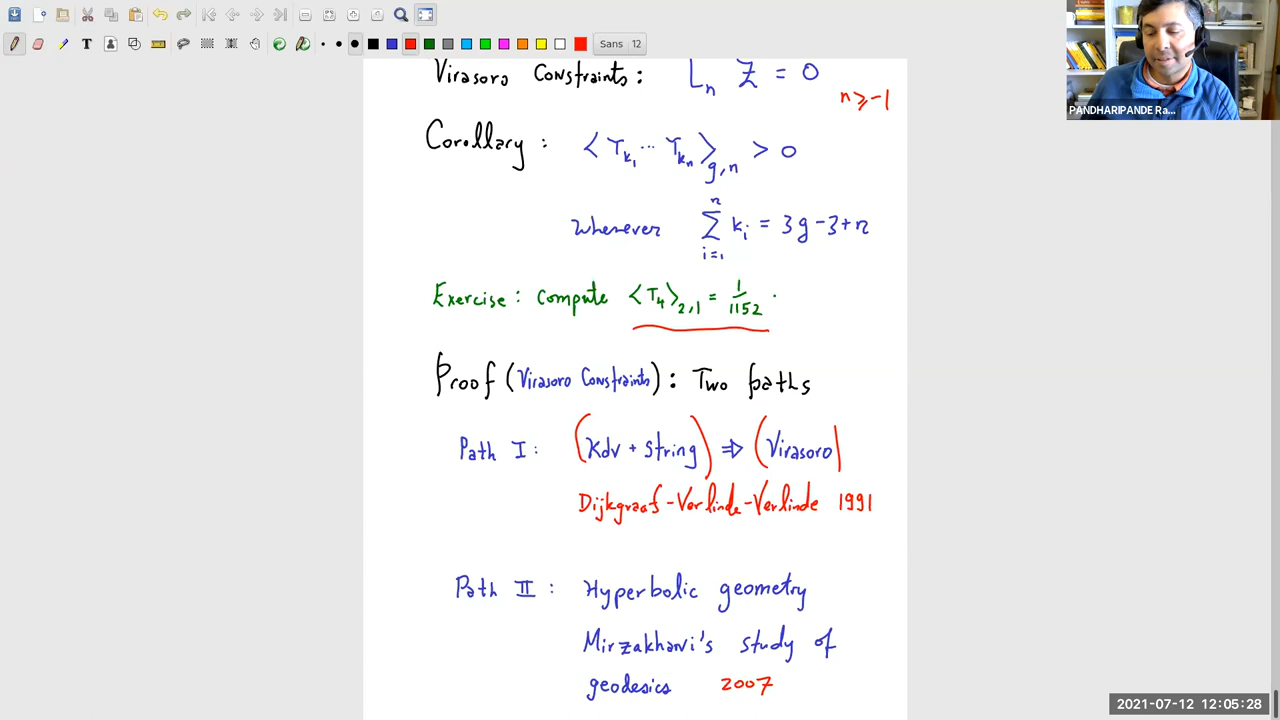 Sans 12
PANDHARIPANDE Ra...
Virasoro Constraints: L_n Z = 0
n ≥ -1
Corollary: < τ_{k_1} ... τ_{k_n} >_{g,n} > 0
Whenever \sum_{i=1}^{n} k_i = 3g-3+n
Exercise: Compute <τ_4>_{2,1} = 1/1152.
Proof (Virasoro Constraints): Two paths
Path I: (Kdv + String) ⇒ (Virasoro)
Dijkgraaf-Verlinde-Verlinde 1991
Path II: Hyperbolic geometry
Mirzakhani's study of
geodesics 2007
2021-07-12 12:05:28